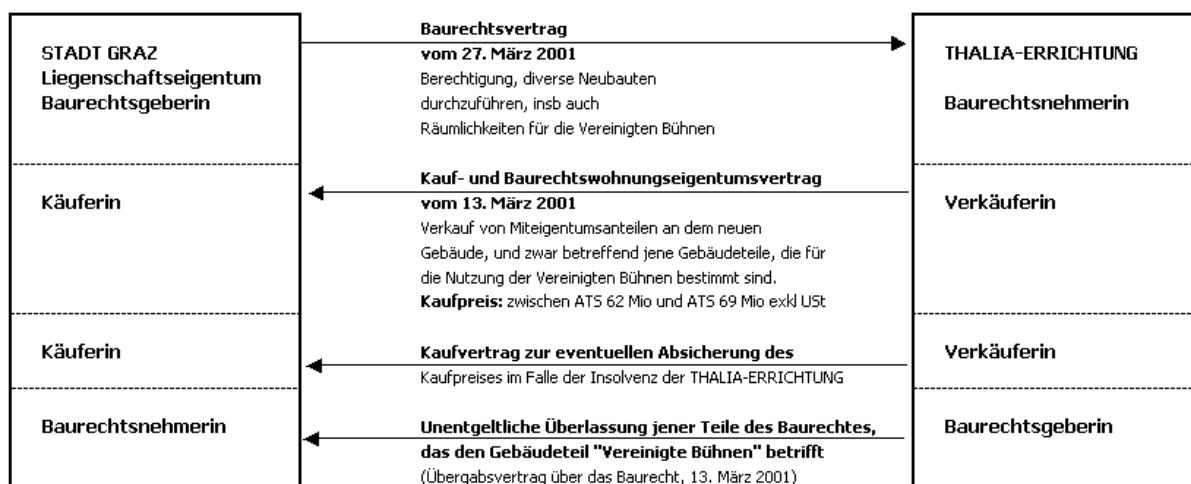 STADT GRAZ
Liegenschaftseigentum
Baurechtsgeberin
Baurechtsvertrag
vom 27. März 2001
Berechtigung, diverse Neubauten
durchzuführen, insb auch
Räumlichkeiten für die Vereinigten Bühnen
THALIA-ERRICHTUNG
Baurechtsnehmerin
Käuferin
Kauf- und Baurechtswohnungseigentumsvertrag
vom 13. März 2001
Verkauf von Miteigentumsanteilen an dem neuen
Gebäude, und zwar betreffend jene Gebäudeteile, die für
die Nutzung der Vereinigten Bühnen bestimmt sind.
Kaufpreis: zwischen ATS 62 Mio und ATS 69 Mio exkl USt
Verkäuferin
Käuferin
Kaufvertrag zur eventuellen Absicherung des
Kaufpreises im Falle der Insolvenz der THALIA-ERRICHTUNG
Verkäuferin
Baurechtsnehmerin
Unentgeltliche Überlassung jener Teile des Baurechtes,
das den Gebäudeteil "Vereinigte Bühnen" betrifft
(Übergabsvertrag über das Baurecht, 13. März 2001)
Baurechtsgeberin